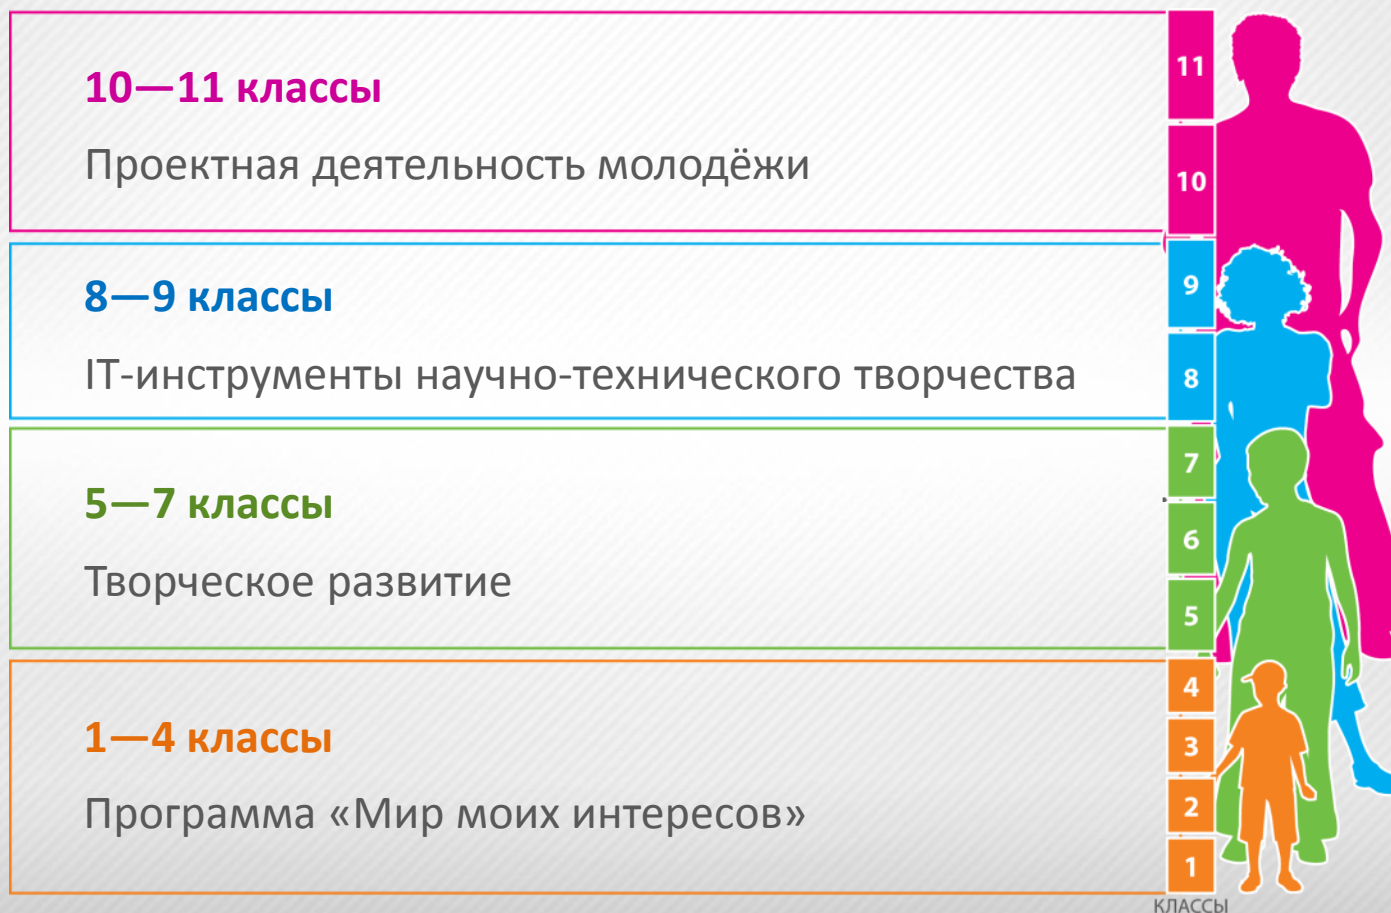 10—11 классы
Проектная деятельность молодёжи
8—9 классы
IT-инструменты научно-технического творчества
5—7 классы
Творческое развитие
1—4 классы
Программа «Мир моих интересов»
11
10
9
8
7
6
5
4
3
2
1
КЛАССЫ